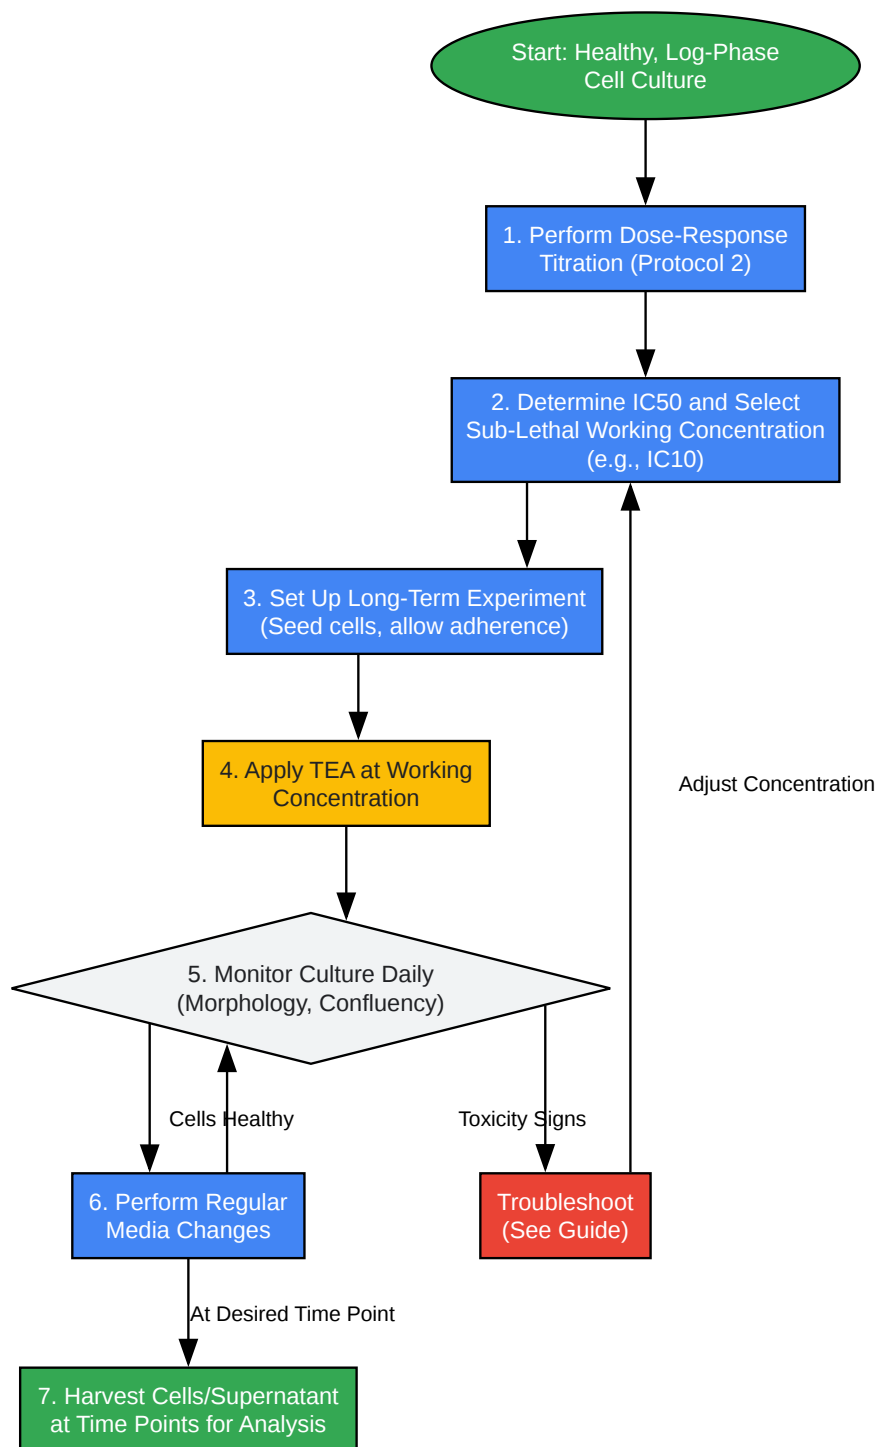 Start: Healthy, Log-Phase
Cell Culture
1. Perform Dose-Response
Titration (Protocol 2)
2. Determine IC50 and Select
Sub-Lethal Working Concentration
(e.g., IC10)
3. Set Up Long-Term Experiment
(Seed cells, allow adherence)
4. Apply TEA at Working
Concentration
Adjust Concentration
5. Monitor Culture Daily
(Morphology, Confluency)
Cells Healthy
Toxicity Signs
6. Perform Regular
Media Changes
Troubleshoot
(See Guide)
At Desired Time Point
7. Harvest Cells/Supernatant
at Time Points for Analysis